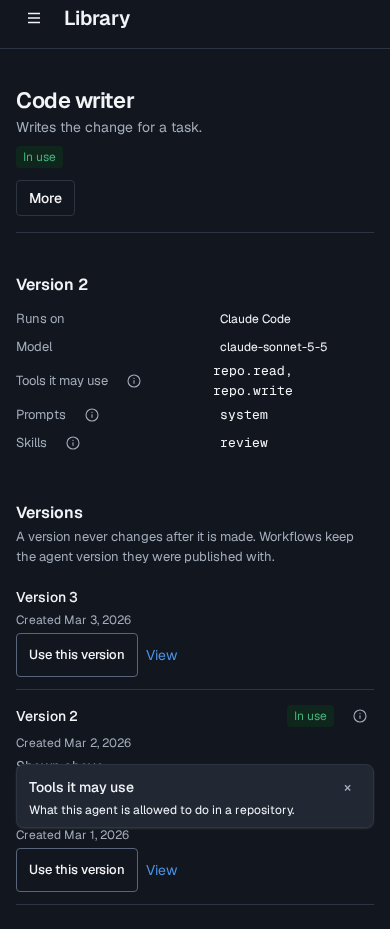 Library
Code writer
Writes the change for a task.
In use
More
Version 2
Runs on Claude Code
Model claude-sonnet-5-5
Tools it may use repo.read,
repo.write
Prompts system
Skills review
Versions
A version never changes after it is made. Workflows keep
the agent version they were published with.
Version 3
Created Mar 3, 2026
Use this version View
Version 2 In use
Created Mar 2, 2026
Tools it may use ×
What this agent is allowed to do in a repository.
Created Mar 1, 2026
Use this version View